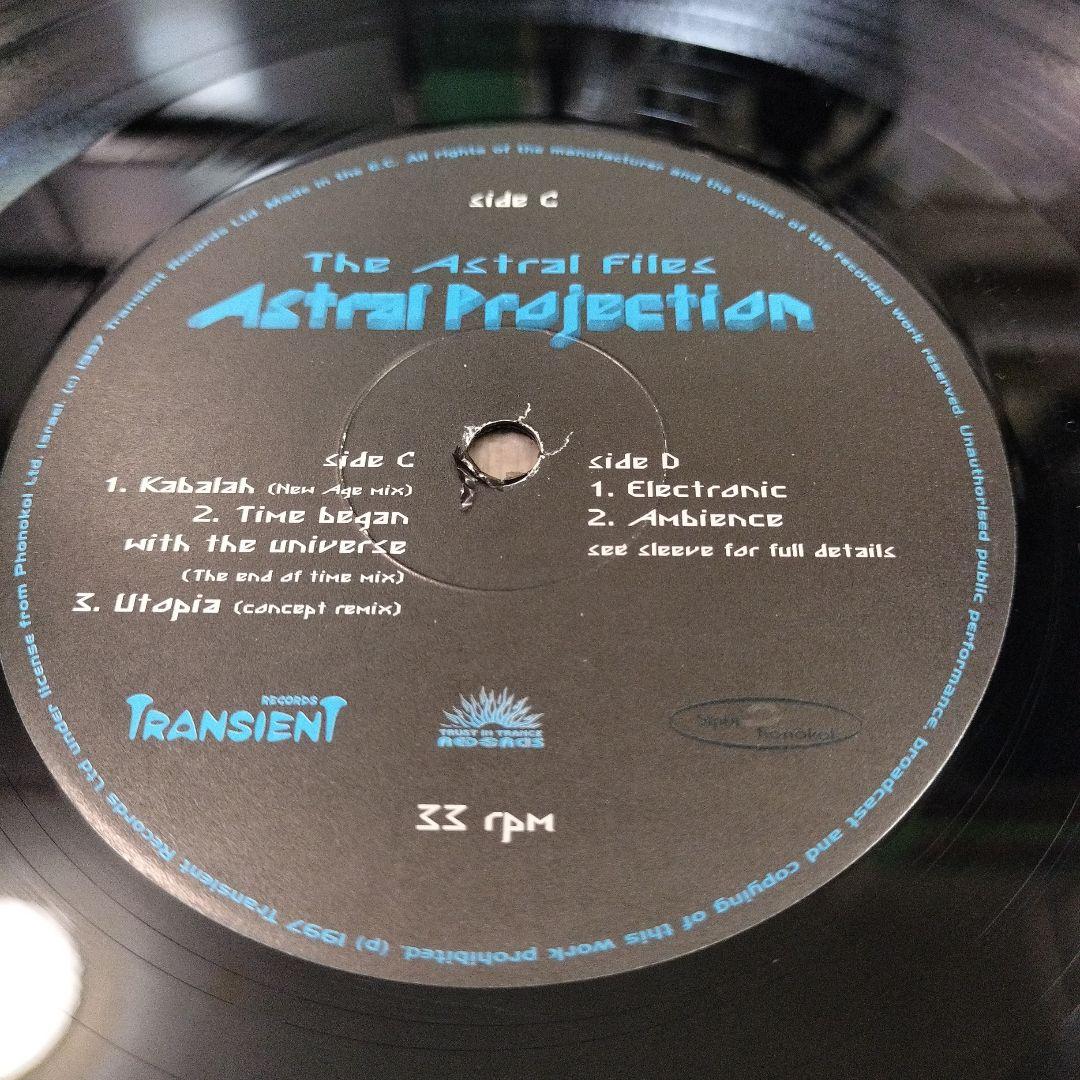 side C
The Astral Files
Astral Projection
side C
1. Kabalah (New Age mix)
2. Time began
with the universe
(The end of time mix)
3. Utopia (concept remix)
side D
1. Electronic
2. Ambience
see sleeve for full details
TRANSIENT RECORDS
TRUST IN TRANCE
RECORDS
Phonokol
33 rpm
(p) 1997 Transient Records Ltd under license from Phonokol Ltd. Israel. (c) 1997 Transient Records Ltd. Made in the E.C. All rights of the manufacturer and the owner of the recorded work reserved. Unauthorised public performance, broadcast and copying of this work prohibited.